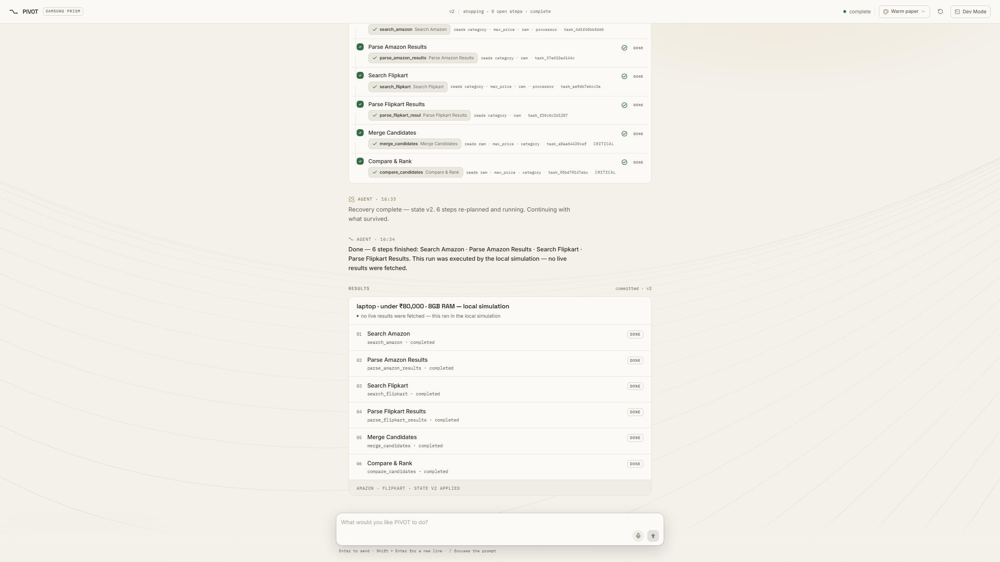 PIVOT SAMSUNG PRISM
v2 / shopping · 0 open steps · complete
complete
Warm paper
Dev Mode
search_amazon Search Amazon reads category · max_price · ram · processor · task_4d1f40bbfdd6
Parse Amazon Results DONE
parse_amazon_results Parse Amazon Results reads category · ram · task_37e632a4144c
Search Flipkart DONE
search_flipkart Search Flipkart reads category · max_price · ram · processor · task_ae9db7ebcc3a
Parse Flipkart Results DONE
parse_flipkart_resul Parse Flipkart Results reads category · ram · task_f26c6c2d1287
Merge Candidates DONE
merge_candidates Merge Candidates reads ram · max_price · category · task_a0aa64439cef · CRITICAL
Compare & Rank DONE
compare_candidates Compare & Rank reads ram · max_price · category · task_95bd79147abc · CRITICAL
AGENT · 16:33
Recovery complete — state v2. 6 steps re-planned and running. Continuing with
what survived.
AGENT · 16:34
Done — 6 steps finished: Search Amazon · Parse Amazon Results · Search Flipkart ·
Parse Flipkart Results. This run was executed by the local simulation — no live
results were fetched.
RESULTS committed · v2
laptop · under ₹80,000 · 8GB RAM — local simulation
no live results were fetched — this ran in the local simulation
01 Search Amazon DONE
search_amazon · completed
02 Parse Amazon Results DONE
parse_amazon_results · completed
03 Search Flipkart DONE
search_flipkart · completed
04 Parse Flipkart Results DONE
parse_flipkart_results · completed
05 Merge Candidates DONE
merge_candidates · completed
06 Compare & Rank DONE
compare_candidates · completed
AMAZON · FLIPKART · STATE V2 APPLIED
What would you like PIVOT to do?
Enter to send · Shift + Enter for a new line · / focuses the prompt